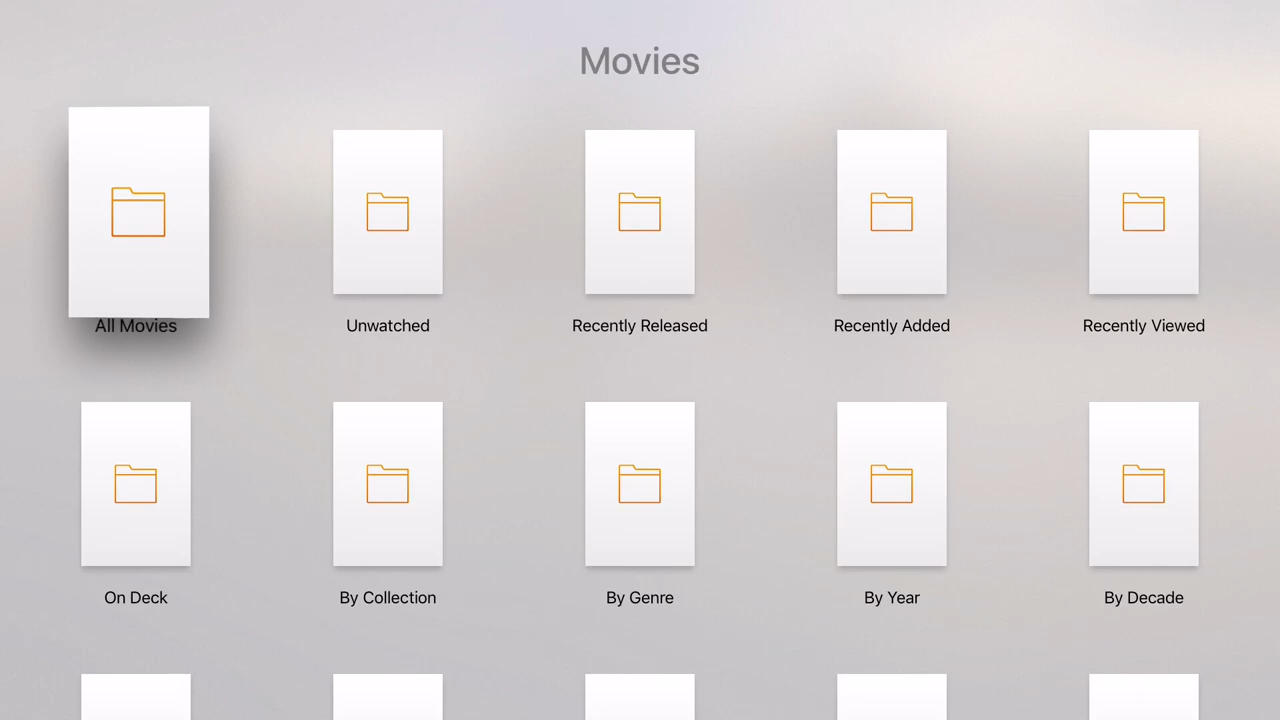 Movies
All Movies
Unwatched
Recently Released
Recently Added
Recently Viewed
On Deck
By Collection
By Genre
By Year
By Decade